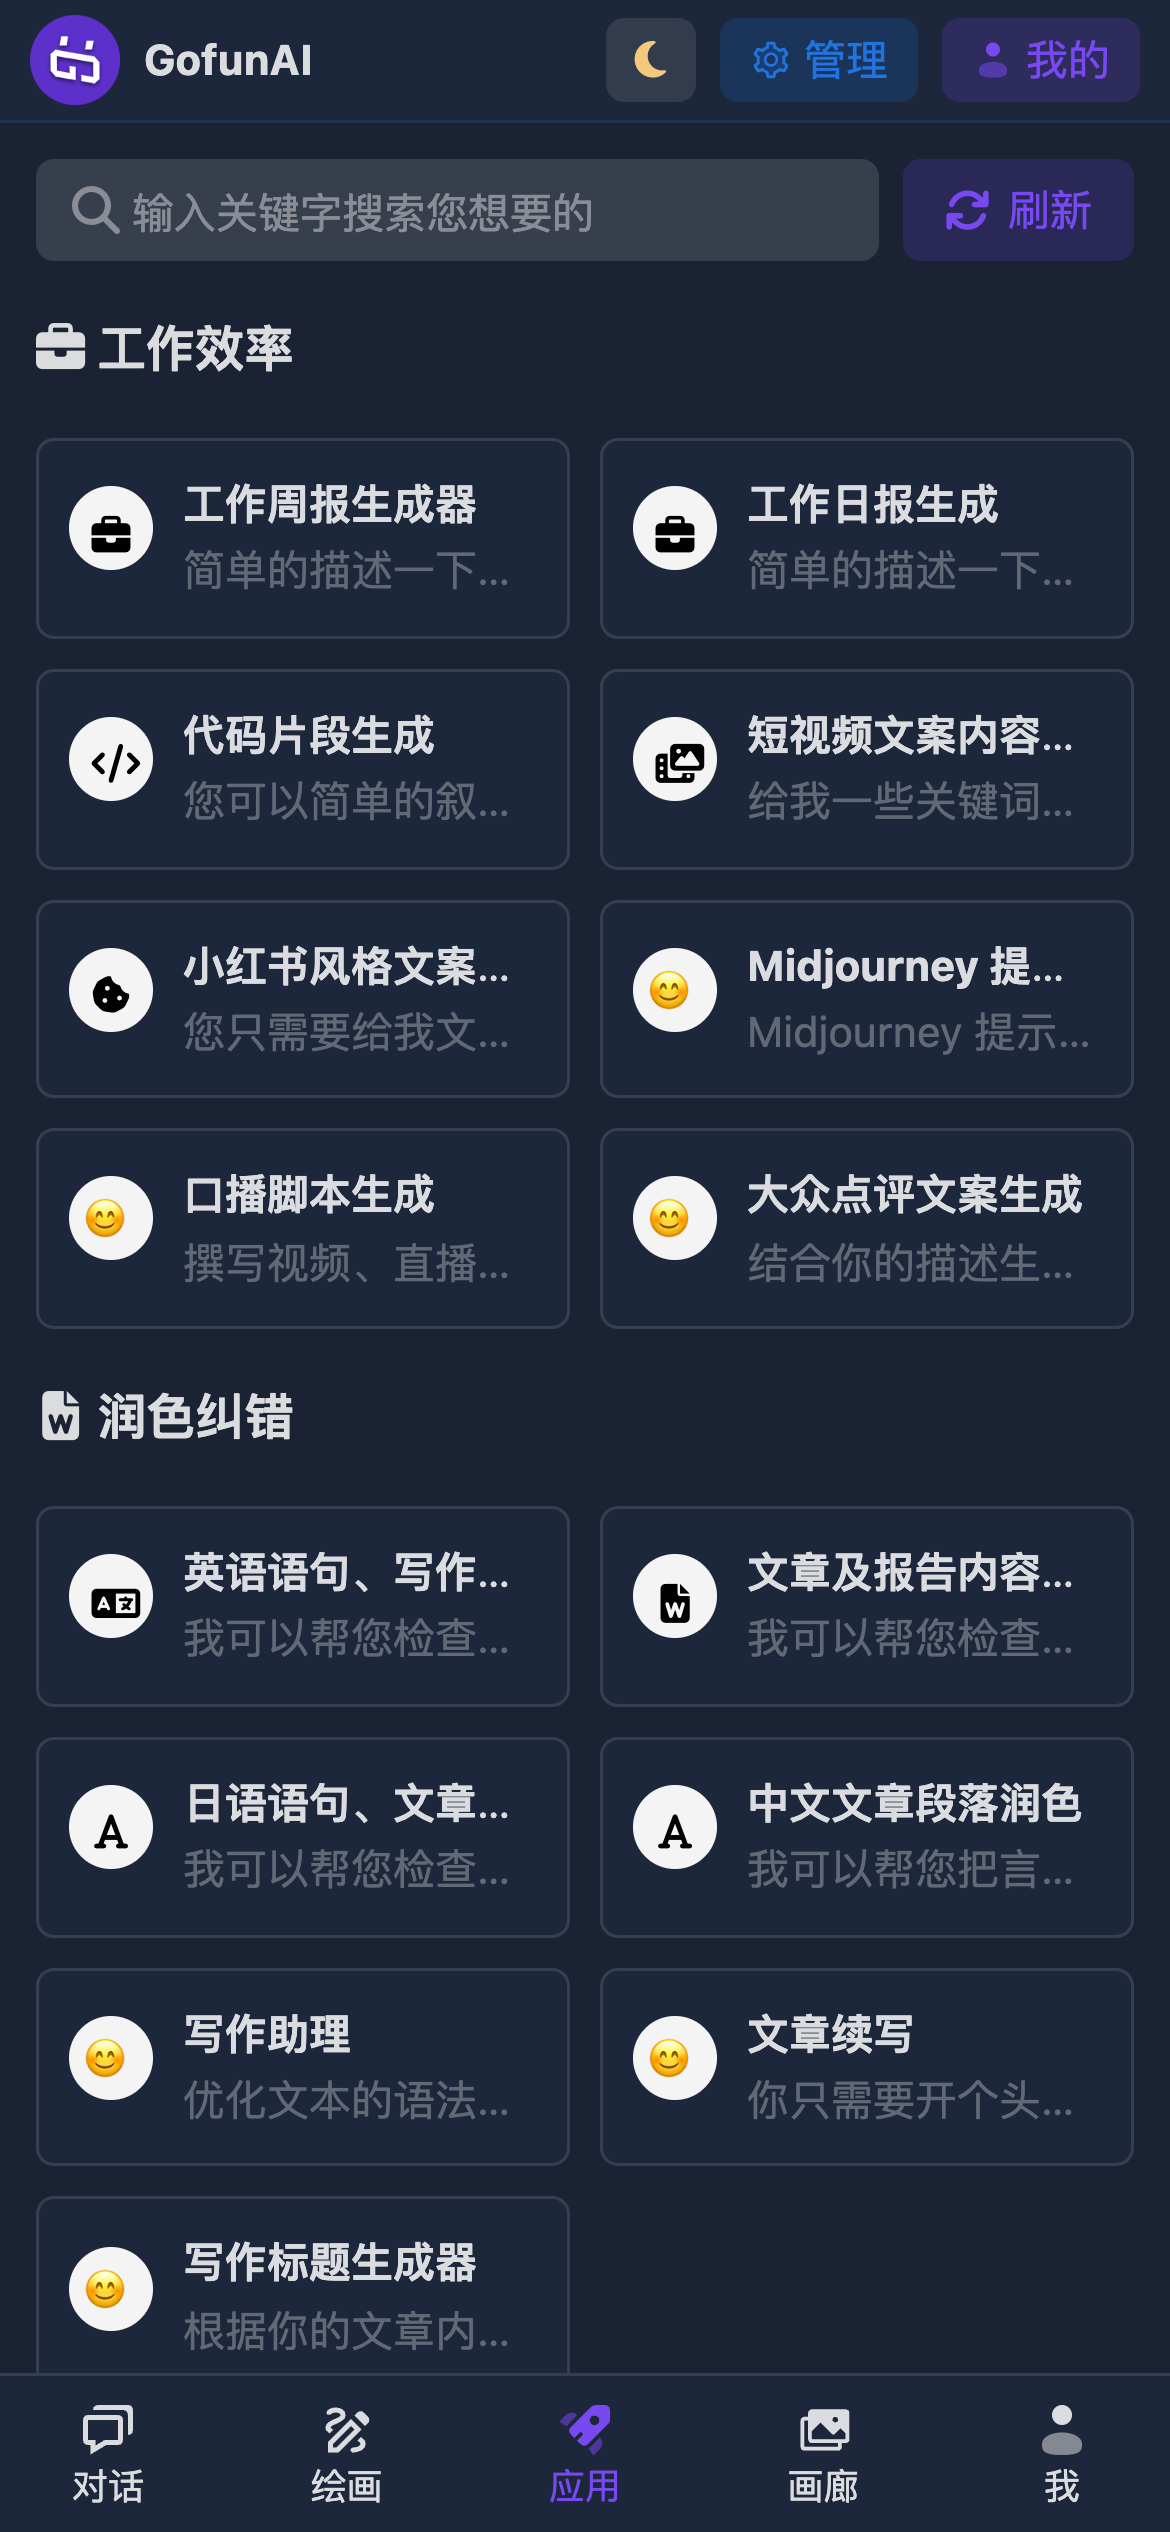 GofunAI
管理
我的
输入关键字搜索您想要的
刷新
工作效率
工作周报生成器
简单的描述一下...
工作日报生成
简单的描述一下...
代码片段生成
您可以简单的叙...
短视频文案内容...
给我一些关键词...
小红书风格文案...
您只需要给我文...
Midjourney 提...
Midjourney 提示...
口播脚本生成
撰写视频、直播...
大众点评文案生成
结合你的描述生...
润色纠错
英语语句、写作...
我可以帮您检查...
文章及报告内容...
我可以帮您检查...
日语语句、文章...
我可以帮您检查...
中文文章段落润色
我可以帮您把言...
写作助理
优化文本的语法...
文章续写
你只需要开个头...
写作标题生成器
根据你的文章内...
对话
绘画
应用
画廊
我